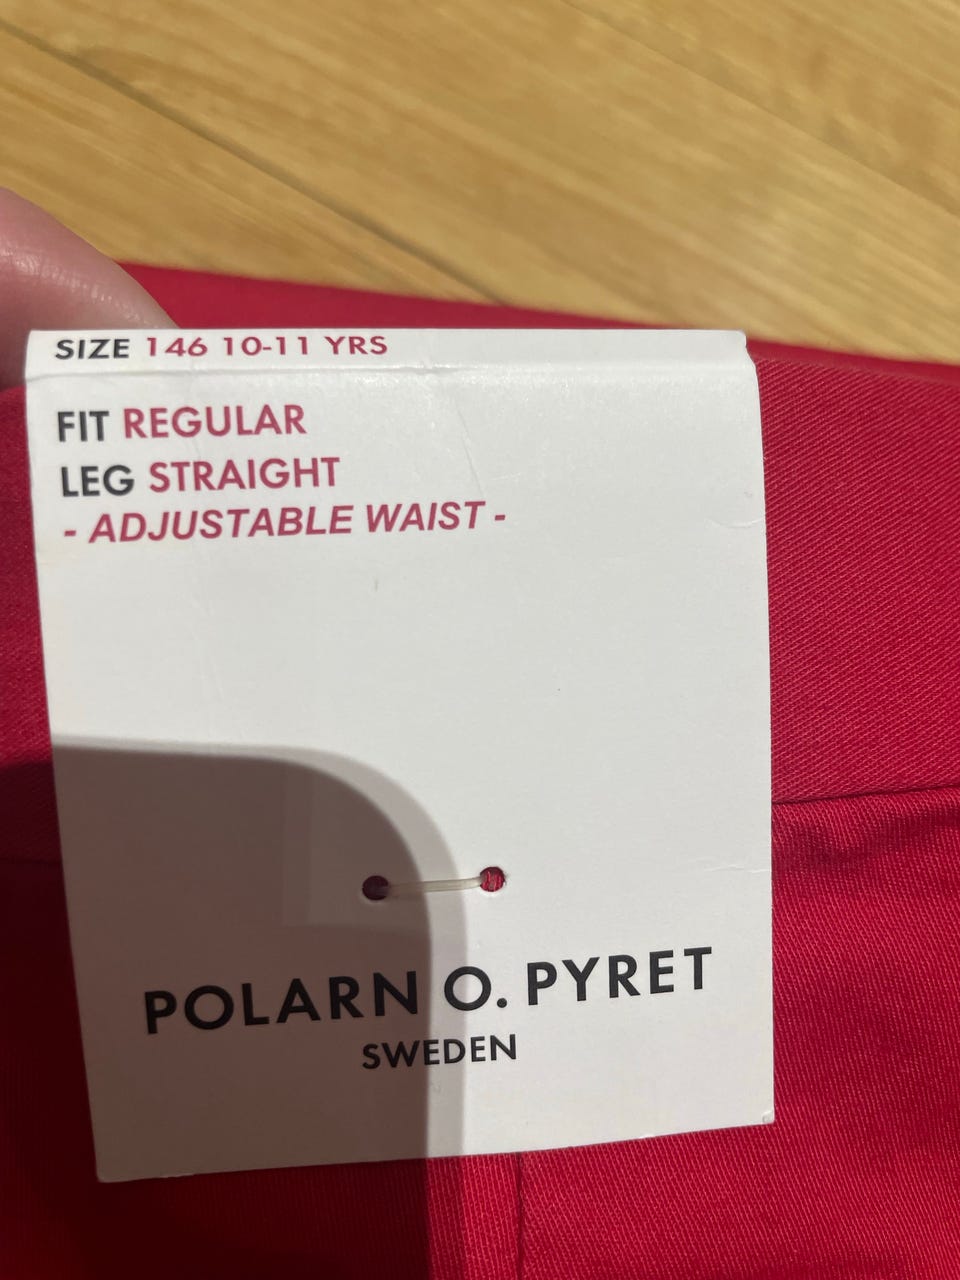 SIZE 146 10-11 YRS
FIT REGULAR
LEG STRAIGHT
- ADJUSTABLE WAIST -
POLARN O. PYRET
SWEDEN